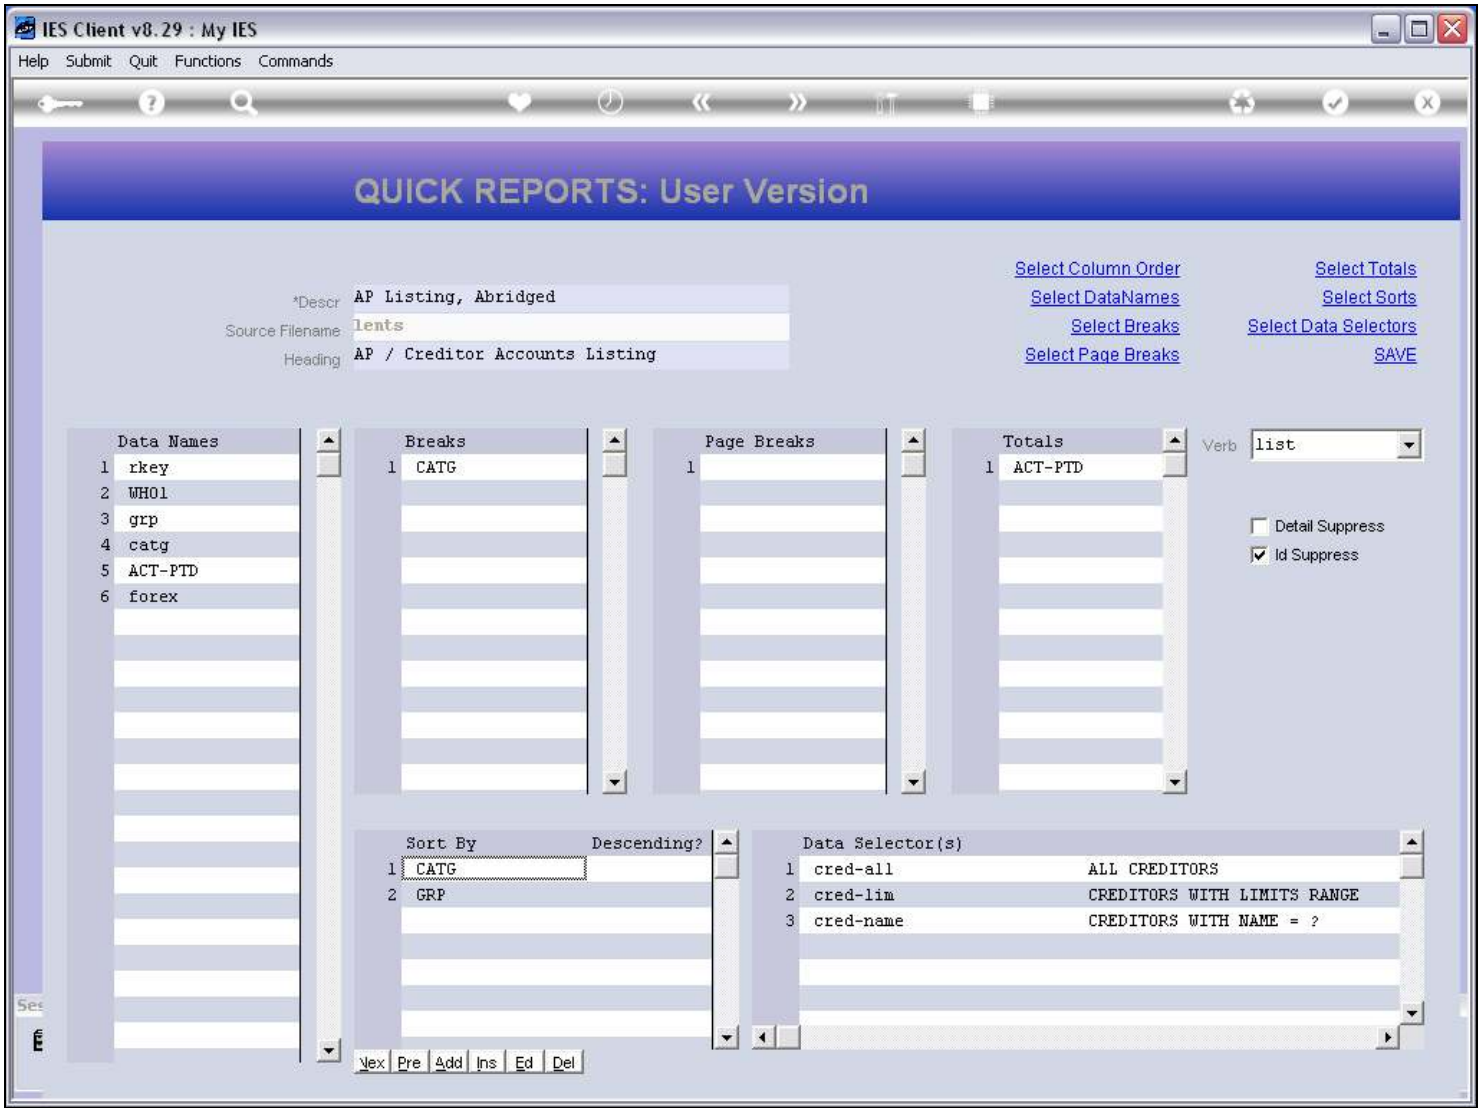 IES Client v8.29 : My IES
Help Submit Quit Functions Commands
QUICK REPORTS: User Version
Select Column Order Select Totals
*Descr AP Listing, Abridged Select DataNames Select Sorts
Source Filename lents Select Breaks Select Data Selectors
Heading AP / Creditor Accounts Listing Select Page Breaks SAVE
Data Names Breaks Page Breaks Totals Verb list
1 rkey 1 CATG 1 1 ACT-PTD
2 WHO1
3 grp Detail Suppress
4 catg Id Suppress
5 ACT-PTD
6 forex
Sort By Descending? Data Selector(s)
1 CATG 1 cred-all ALL CREDITORS
2 GRP 2 cred-lim CREDITORS WITH LIMITS RANGE
3 cred-name CREDITORS WITH NAME = ?
Ses
Nex Pre Add Ins Ed Del